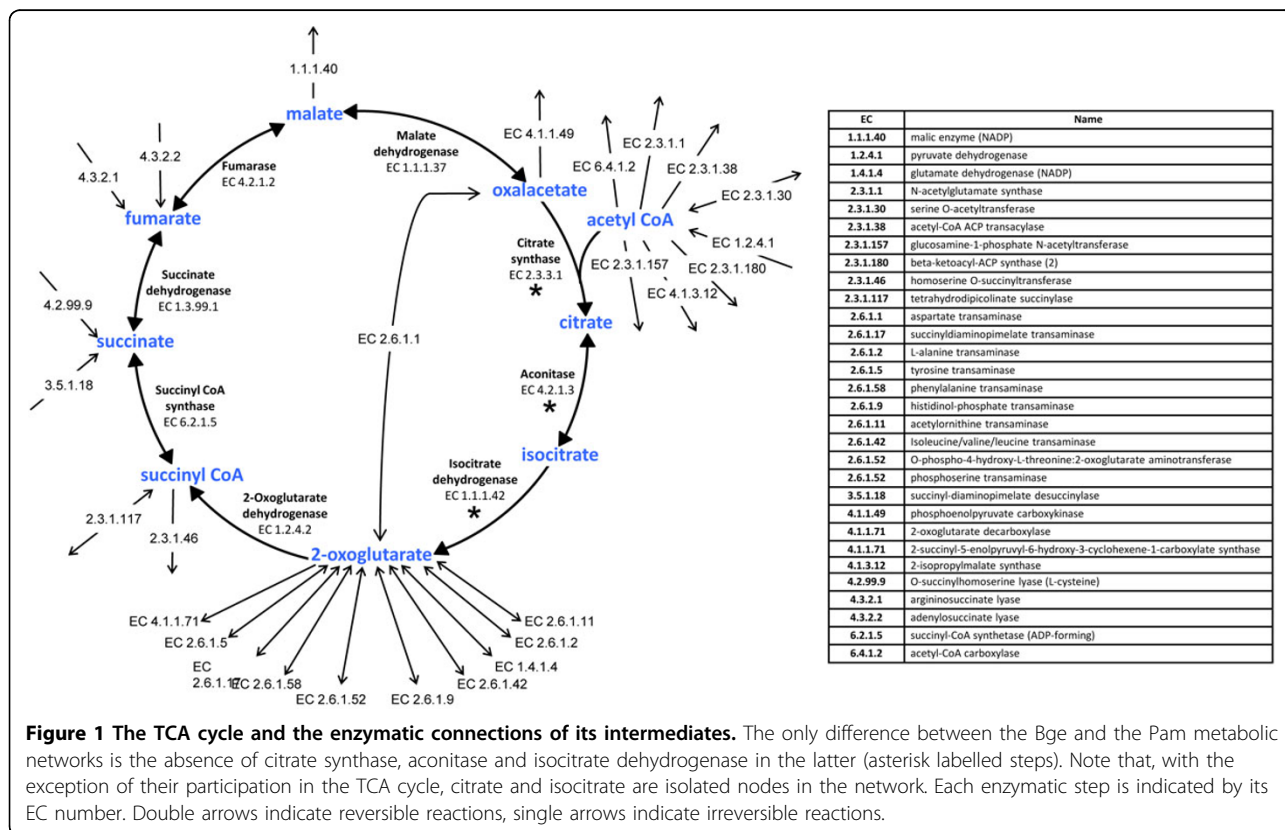 1.1.1.40
malate
Malate
dehydrogenase
EC 1.1.1.37
Fumarase
EC 4.2.1.2
4.3.2.2
4.3.2.1
fumarate
EC 4.1.1.49
oxalacetate
EC 2.3.1.1
EC 6.4.1.2
EC 2.3.1.38
EC 2.3.1.30
acetyl CoA
EC 1.2.4.1
EC 2.3.1.157
EC 2.3.1.180
EC 4.1.3.12
Citrate
synthase
EC 2.3.3.1
*
citrate
Succinate
dehydrogenase
EC 1.3.99.1
4.2.99.9
succinate
3.5.1.18
EC 2.6.1.1
Aconitase
EC 4.2.1.3
*
isocitrate
Succinyl CoA
synthase
EC 6.2.1.5
succinyl CoA
2.3.1.117
2.3.1.46
2-Oxoglutarate
dehydrogenase
EC 1.2.4.2
Isocitrate
dehydrogenase
EC 1.1.1.42
*
2-oxoglutarate
EC 4.1.1.71
EC 2.6.1.5
EC
2.6.1.17
EC 2.6.1.58
EC 2.6.1.52
EC 2.6.1.9
EC 2.6.1.42
EC 1.4.1.4
EC 2.6.1.2
EC 2.6.1.11
EC Name
1.1.1.40 malic enzyme (NADP)
1.2.4.1 pyruvate dehydrogenase
1.4.1.4 glutamate dehydrogenase (NADP)
2.3.1.1 N-acetylglutamate synthase
2.3.1.30 serine O-acetyltransferase
2.3.1.38 acetyl-CoA ACP transacylase
2.3.1.157 glucosamine-1-phosphate N-acetyltransferase
2.3.1.180 beta-ketoacyl-ACP synthase (2)
2.3.1.46 homoserine O-succinyltransferase
2.3.1.117 tetrahydrodipicolinate succinylase
2.6.1.1 aspartate transaminase
2.6.1.17 succinyldiaminopimelate transaminase
2.6.1.2 L-alanine transaminase
2.6.1.5 tyrosine transaminase
2.6.1.58 phenylalanine transaminase
2.6.1.9 histidinol-phosphate transaminase
2.6.1.11 acetylornithine transaminase
2.6.1.42 Isoleucine/valine/leucine transaminase
2.6.1.52 O-phospho-4-hydroxy-L-threonine:2-oxoglutarate aminotransferase
2.6.1.52 phosphoserine transaminase
3.5.1.18 succinyl-diaminopimelate desuccinylase
4.1.1.49 phosphoenolpyruvate carboxykinase
4.1.1.71 2-oxoglutarate decarboxylase
4.1.1.71 2-succinyl-5-enolpyruvyl-6-hydroxy-3-cyclohexene-1-carboxylate synthase
4.1.3.12 2-isopropylmalate synthase
4.2.99.9 O-succinylhomoserine lyase (L-cysteine)
4.3.2.1 argininosuccinate lyase
4.3.2.2 adenylosuccinate lyase
6.2.1.5 succinyl-CoA synthetase (ADP-forming)
6.4.1.2 acetyl-CoA carboxylase
Figure 1 The TCA cycle and the enzymatic connections of its intermediates. The only difference between the Bge and the Pam metabolic
networks is the absence of citrate synthase, aconitase and isocitrate dehydrogenase in the latter (asterisk labelled steps). Note that, with the
exception of their participation in the TCA cycle, citrate and isocitrate are isolated nodes in the network. Each enzymatic step is indicated by its
EC number. Double arrows indicate reversible reactions, single arrows indicate irreversible reactions.